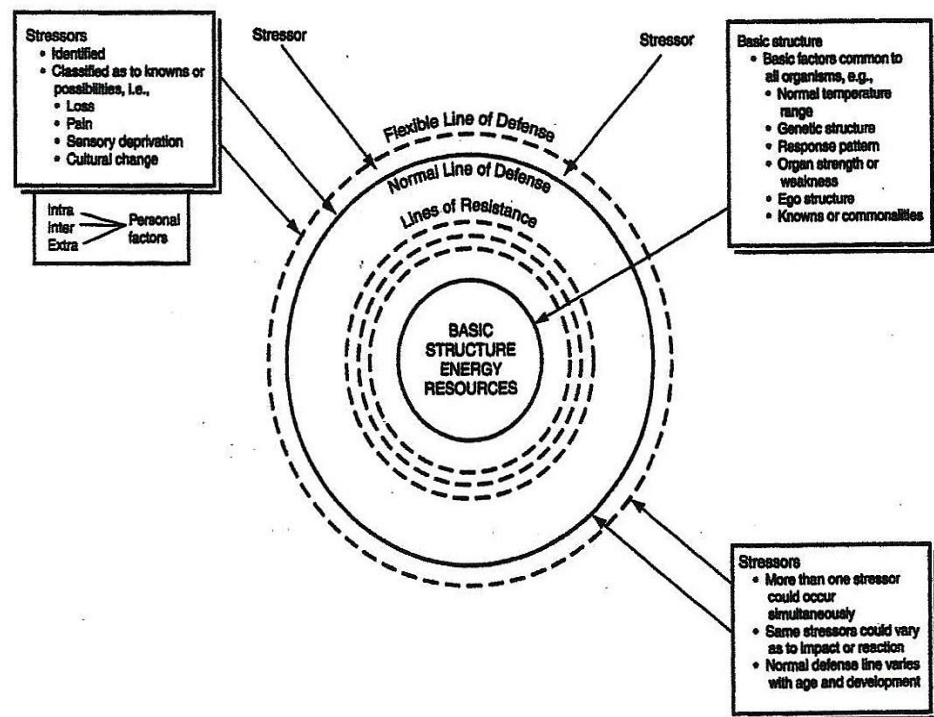 Stressors
• Identified
• Classified as to knowns or
possibilities, i.e.,
• Loss
• Pain
• Sensory deprivation
• Cultural change
Intra
Inter
Extra
Personal
factors
Stressor
Stressor
Basic structure
• Basic factors common to
all organisms, e.g.,
• Normal temperature
range
• Genetic structure
• Response pattern
• Organ strength or
weakness
• Ego structure
• Knowns or commonalities
Flexible Line of Defense
Normal Line of Defense
Lines of Resistance
BASIC
STRUCTURE
ENERGY
RESOURCES
Stressors
• More than one stressor
could occur
simultaneously
• Same stressors could vary
as to impact or reaction
• Normal defense line varies
with age and development